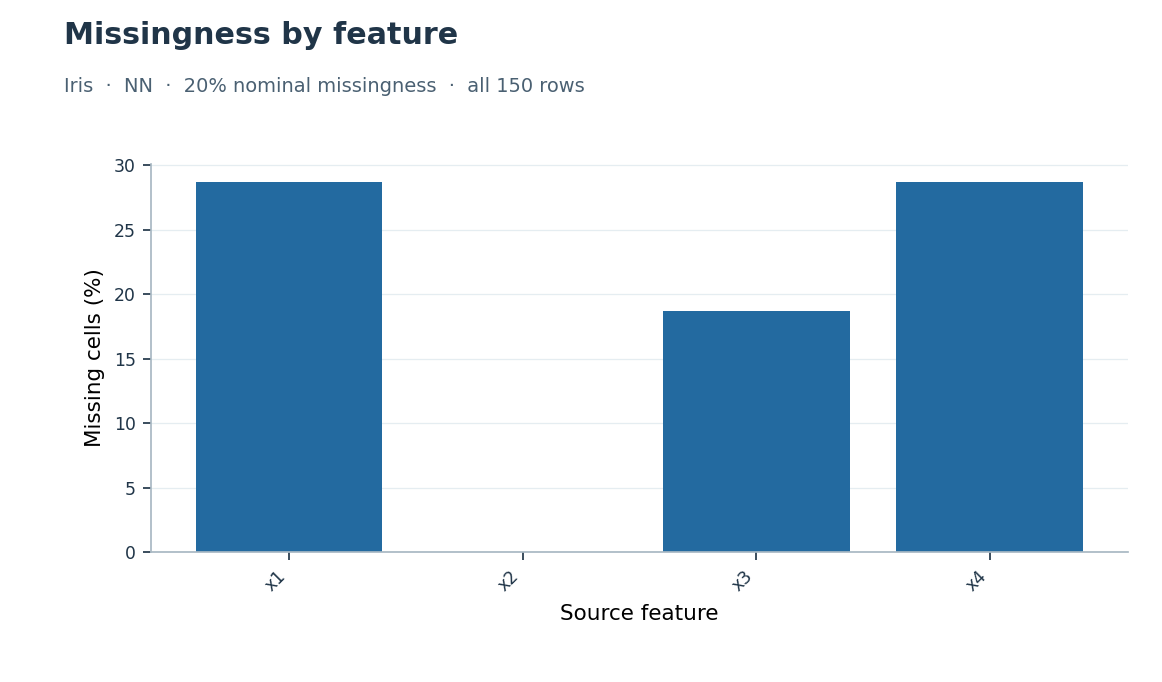 Missingness by feature
Iris · NN · 20% nominal missingness · all 150 rows
30
25
20
15
10
5
0
Missing cells (%)
x1
x2
x3
x4
Source feature